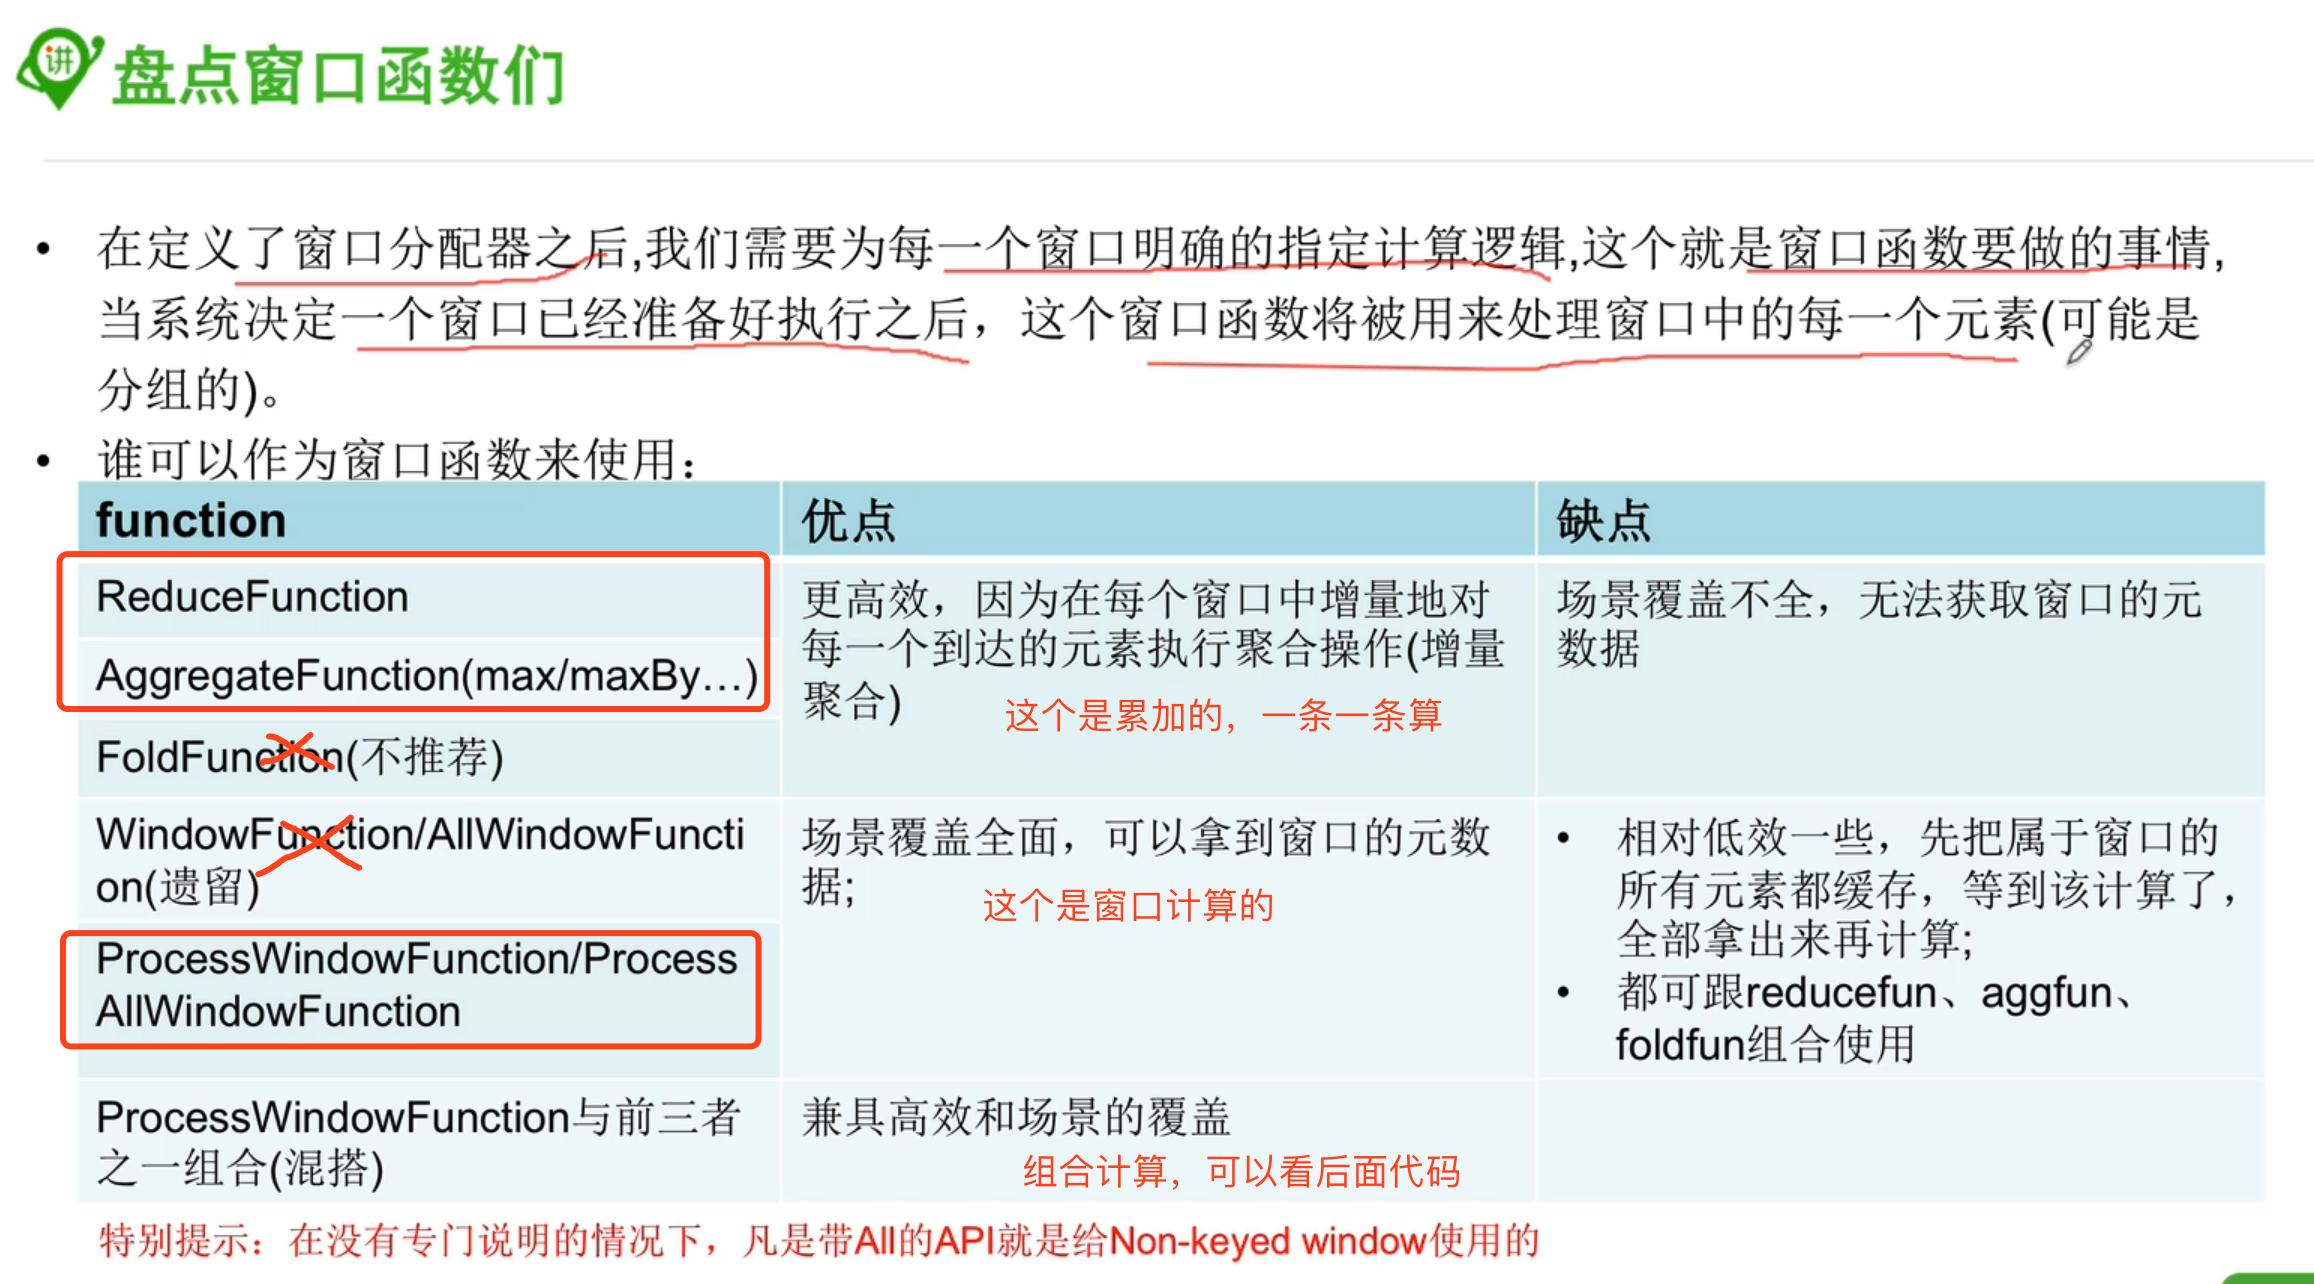 讲
盘点窗口函数们
• 在定义了窗口分配器之后,我们需要为每一个窗口明确的指定计算逻辑,这个就是窗口函数要做的事情,
当系统决定一个窗口已经准备好执行之后，这个窗口函数将被用来处理窗口中的每一个元素(可能是
分组的)。
• 谁可以作为窗口函数来使用：
function 优点 缺点
ReduceFunction
AggregateFunction(max/maxBy...)
FoldFunction(不推荐)
更高效，因为在每个窗口中增量地对
每一个到达的元素执行聚合操作(增量
聚合)
这个是累加的，一条一条算
场景覆盖不全，无法获取窗口的元
数据
WindowFunction/AllWindowFuncti
on(遗留)
ProcessWindowFunction/Process
AllWindowFunction
场景覆盖全面，可以拿到窗口的元数
据;
这个是窗口计算的
• 相对低效一些，先把属于窗口的
所有元素都缓存，等到该计算了，
全部拿出来再计算;
• 都可跟reducefun、aggfun、
foldfun组合使用
ProcessWindowFunction与前三者
之一组合(混搭)
兼具高效和场景的覆盖
组合计算，可以看后面代码
特别提示：在没有专门说明的情况下，凡是带All的API就是给Non-keyed window使用的